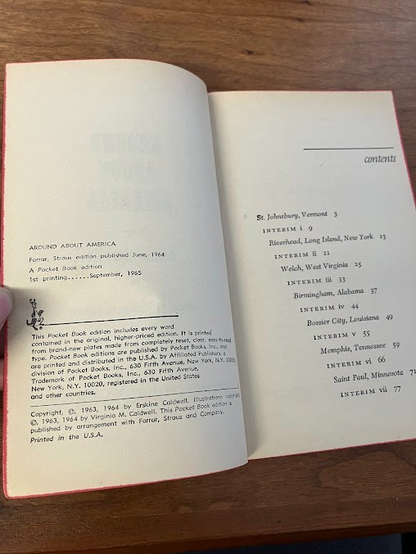 AROUND ABOUT AMERICA
Farrar, Straus edition published June, 1964
A Pocket Book edition
1st printing......September, 1965
This Pocket Book edition includes every word
contained in the original, higher-priced edition. It is printed
from brand-new plates made from completely reset, clear, easy-to-read
type. Pocket Book editions are published by Pocket Books, Inc., and
are printed and distributed in the U.S.A. by Affiliated Publishers, a
division of Pocket Books, Inc., 630 Fifth Avenue,
Trademark of Pocket Books, Inc., 630 Fifth Avenue,
New York, N.Y. 10020, registered in the United States
and other countries.
Copyright, ©, 1963, 1964 by Erskine Caldwell. Illustrations copyright,
©, 1963, 1964 by Virginia M. Caldwell. This Pocket Book edition is
published by arrangement with Farrar, Straus and Company.
Printed in the U.S.A.
contents
St. Johnsbury, Vermont 3
INTERIM i 9
Riverhead, Long Island, New York 13
INTERIM ii 21
Welch, West Virginia 25
INTERIM iii 33
Birmingham, Alabama 37
INTERIM iv 44
Bossier City, Louisiana 49
INTERIM v 55
Memphis, Tennessee 59
INTERIM vi 66
Saint Paul, Minnesota
INTERIM vii 77